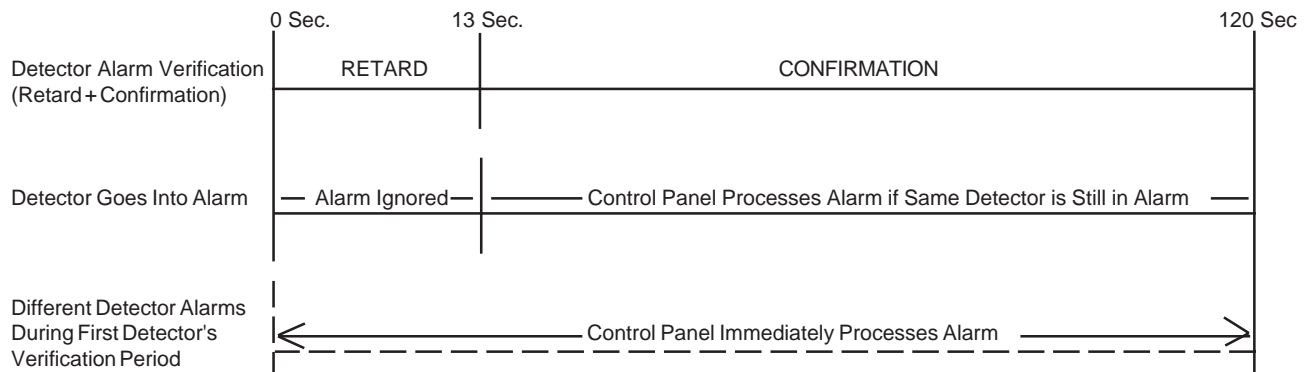 0 Sec. 13 Sec. 120 Sec
Detector Alarm Verification RETARD CONFIRMATION
(Retard + Confirmation)
Detector Goes Into Alarm Alarm Ignored Control Panel Processes Alarm if Same Detector is Still in Alarm
Different Detector Alarms
During First Detector's Control Panel Immediately Processes Alarm
Verification Period